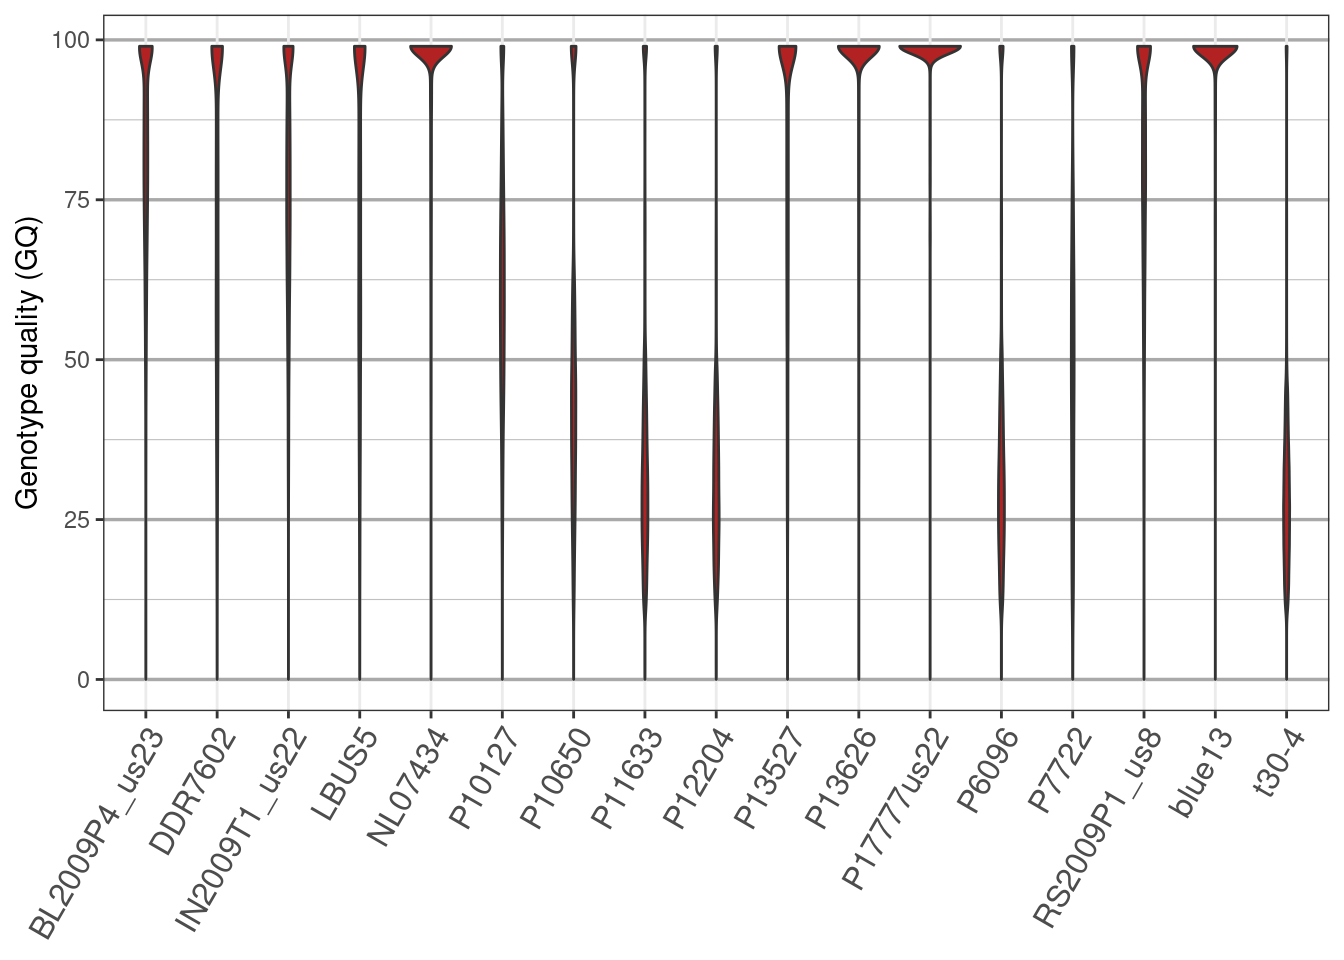 Genotype quality (GQ)
100
75
50
25
0
BL2009P4_us23
DDR7602
IN2009T1_us22
LBUS5
NL07434
P10127
P10650
P11633
P12204
P13527
P13626
P17777us22
P6096
P7722
RS2009P1_us8
blue13
t30-4